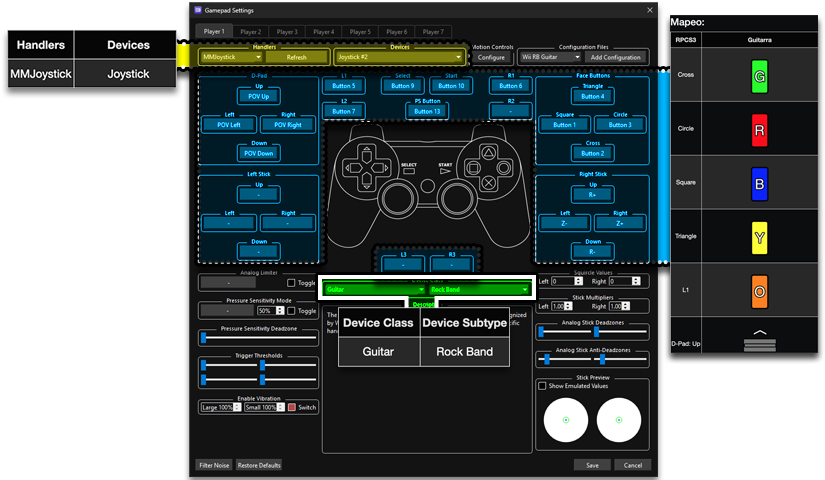 Gamepad Settings
Player 1 Player 2 Player 3 Player 4 Player 5 Player 6 Player 7
Handlers Devices
MMJoystick Joystick
Handlers
MMJoystick Refresh
Devices
Joystick #2
Motion Controls
Configure
Configuration Files
Wii RB Guitar Add Configuration
D-Pad
Up
POV Up
Left Right
POV Left POV Right
Down
POV Down
L1 Select Start R1
Button 5 Button 9 Button 10 Button 6
L2 PS Button R2
Button 7 Button 13 -
Face Buttons
Triangle
Button 4
Square Circle
Button 1 Button 3
Cross
Button 2
SELECT START
Left Stick
Up
-
Left Right
- -
Down
-
Right Stick
Up
R+
Left Right
Z- Z+
Down
R-
L3 R3
- -
Analog Limiter
- Toggle
Pressure Sensitivity Mode
- 50% Toggle
Pressure Sensitivity Deadzone
Trigger Thresholds
Enable Vibration
Large 100% Small 100% Switch
Guitar Rock Band
Device Class Device Subtype
Guitar Rock Band
Squircle Values
Left 0 Right 0
Stick Multipliers
Left 1.00 Right 1.00
Analog Stick Deadzones
Analog Stick Anti-Deadzones
Stick Preview
Show Emulated Values
Filter Noise Restore Defaults Save Cancel
Mapeo:
RPCS3 Guitarra
Cross G
Circle R
Square B
Triangle Y
L1 O
D-Pad: Up